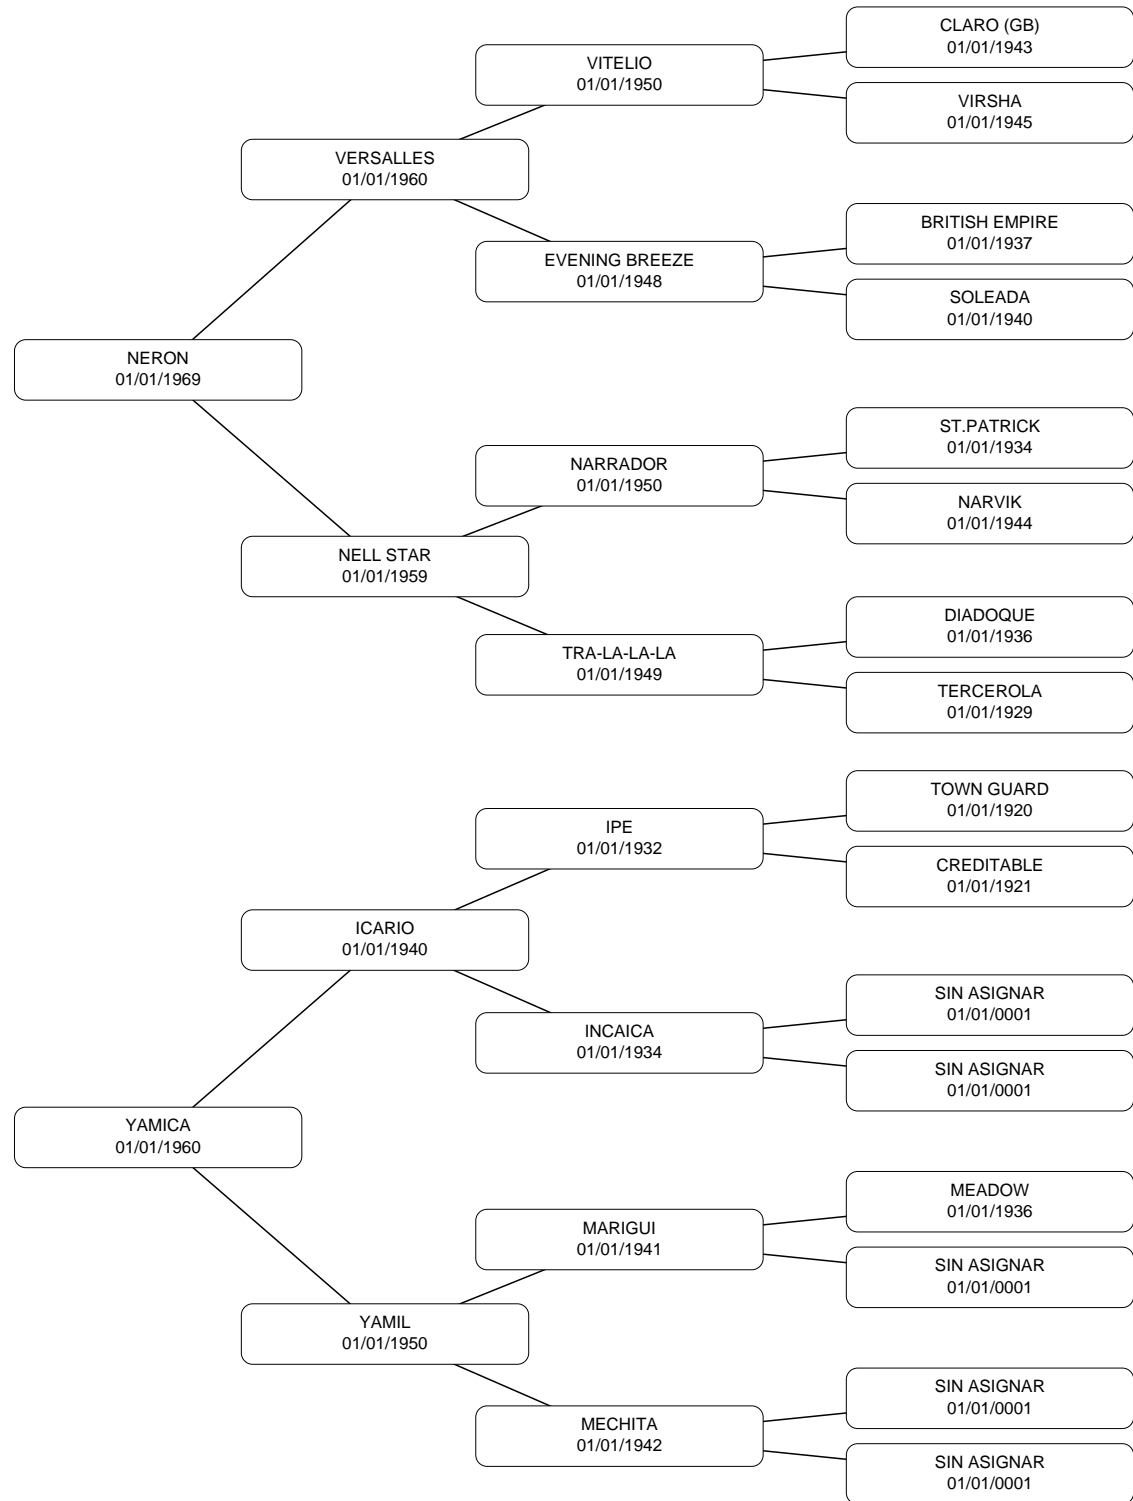 CLARO (GB)
01/01/1943
VITELIO
01/01/1950
VIRSHA
01/01/1945
VERSALLES
01/01/1960
BRITISH EMPIRE
01/01/1937
EVENING BREEZE
01/01/1948
SOLEADA
01/01/1940
NERON
01/01/1969
ST.PATRICK
01/01/1934
NARRADOR
01/01/1950
NARVIK
01/01/1944
NELL STAR
01/01/1959
DIADOQUE
01/01/1936
TRA-LA-LA-LA
01/01/1949
TERCEROLA
01/01/1929
TOWN GUARD
01/01/1920
IPE
01/01/1932
CREDITABLE
01/01/1921
ICARIO
01/01/1940
SIN ASIGNAR
01/01/0001
INCAICA
01/01/1934
SIN ASIGNAR
01/01/0001
YAMICA
01/01/1960
MEADOW
01/01/1936
MARIGUI
01/01/1941
SIN ASIGNAR
01/01/0001
YAMIL
01/01/1950
SIN ASIGNAR
01/01/0001
MECHITA
01/01/1942
SIN ASIGNAR
01/01/0001